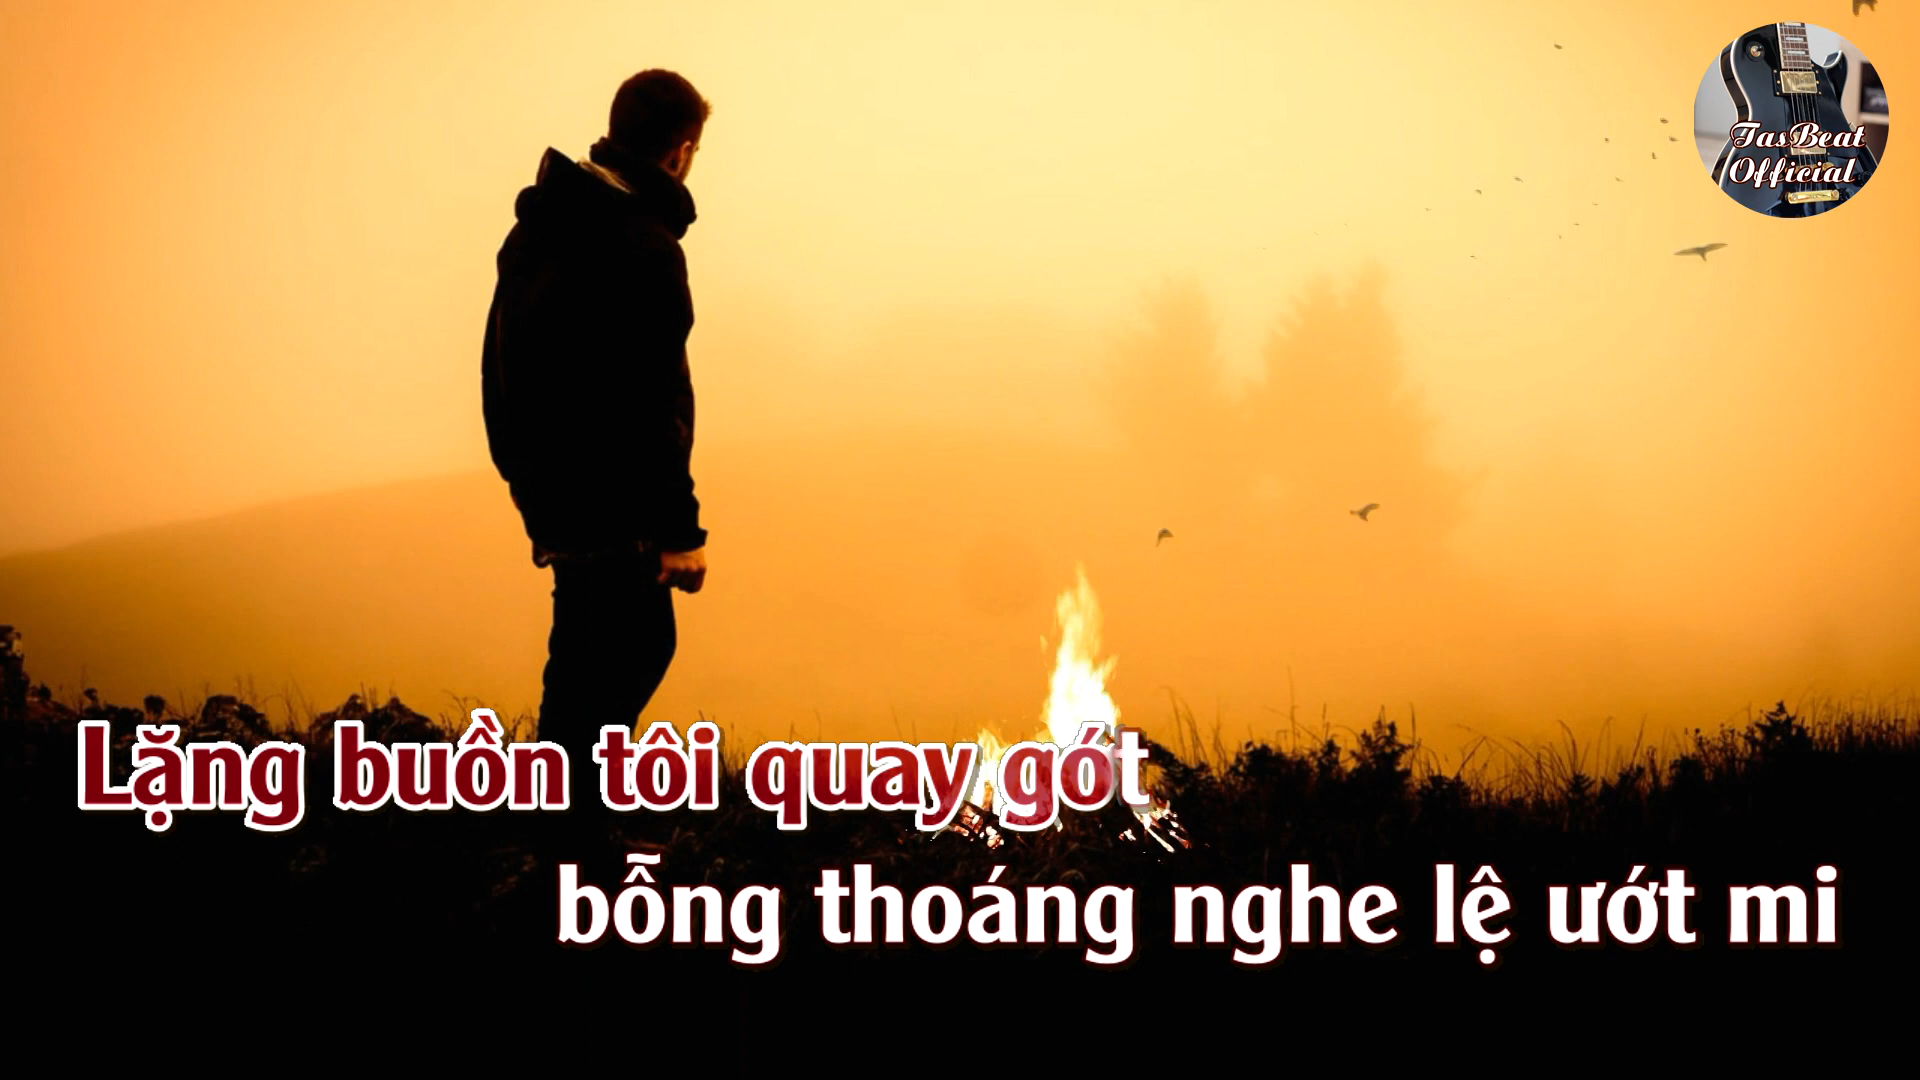 TasBeat
Official
Lặng buồn tôi quay gót
bỗng thoáng nghe lệ ướt mi